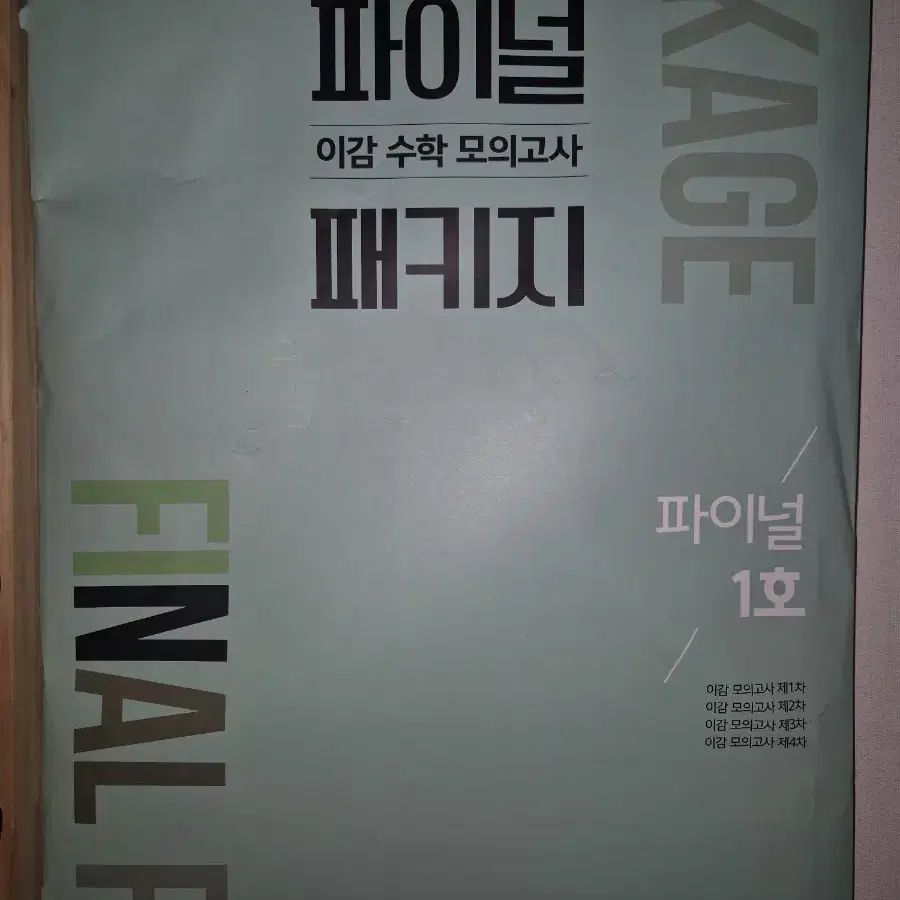 파이널
이감 수학 모의고사
패키지
KAGE
FINAL
파이널
1호
이감 모의고사 제1차
이감 모의고사 제2차
이감 모의고사 제3차
이감 모의고사 제4차